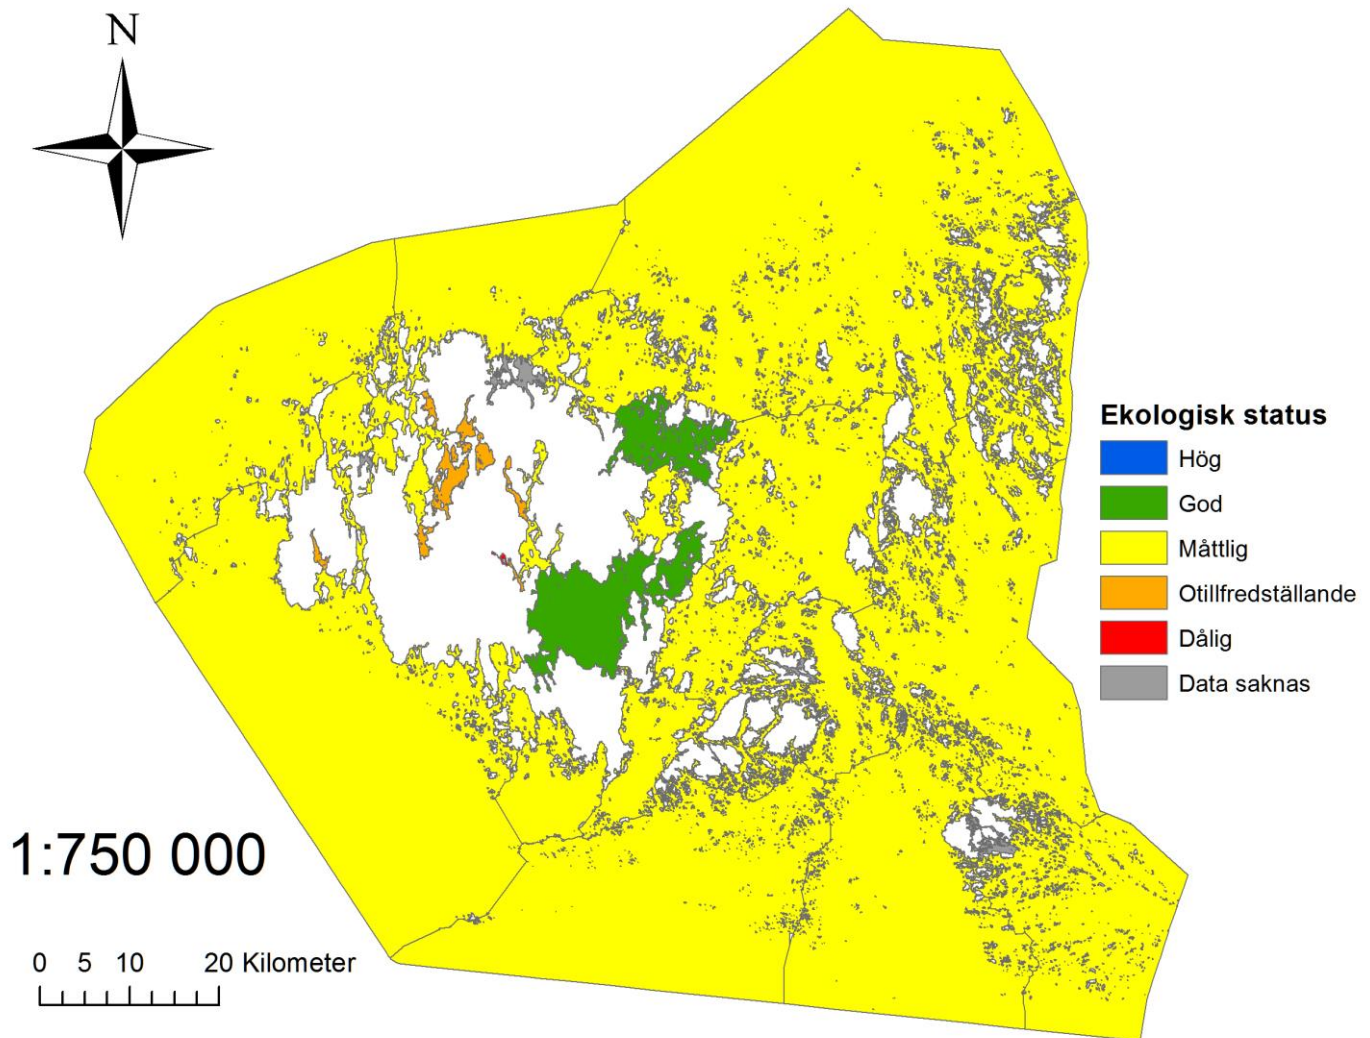 N
Ekologisk status
Hög
God
Måttlig
Otillfredställande
Dålig
Data saknas
1:750 000
0 5 10 20 Kilometer